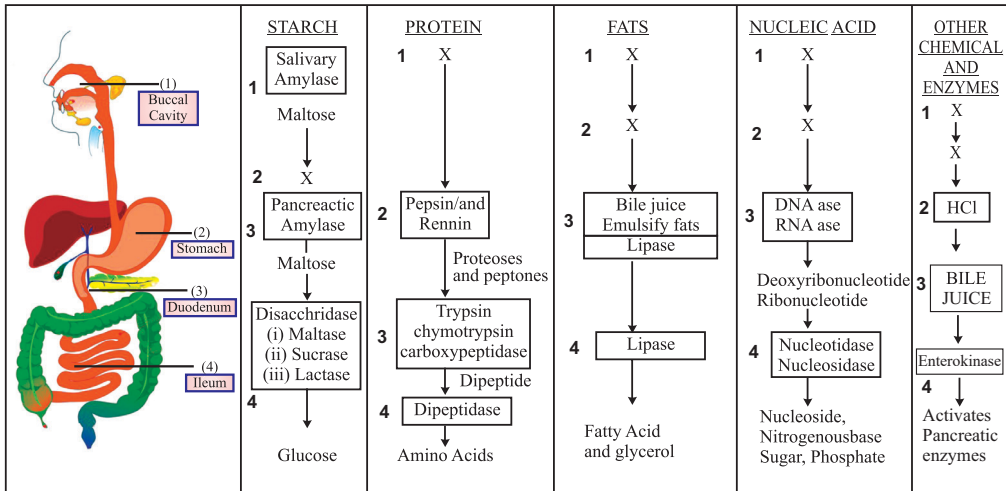 (1)
Buccal
Cavity
(2)
Stomach
(3)
Duodenum
(4)
Ileum
STARCH
1
Salivary
Amylase
Maltose
2
X
3
Pancreactic
Amylase
Maltose
Disacchridase
(i) Maltase
(ii) Sucrase
(iii) Lactase
4
Glucose
PROTEIN
1 X
2
Pepsin/and
Rennin
Proteoses
and peptones
3
Trypsin
chymotrypsin
carboxypeptidase
Dipeptide
4 Dipeptidase
Amino Acids
FATS
1 X
2 X
3
Bile juice
Emulsify fats
Lipase
4 Lipase
Fatty Acid
and glycerol
NUCLEIC ACID
1 X
2 X
3
DNA ase
RNA ase
Deoxyribonucleotide
Ribonucleotide
4
Nucleotidase
Nucleosidase
Nucleoside,
Nitrogenousbase
Sugar, Phosphate
OTHER
CHEMICAL
AND
ENZYMES
1 X
X
2 HCl
3
BILE
JUICE
Enterokinase
4
Activates
Pancreatic
enzymes